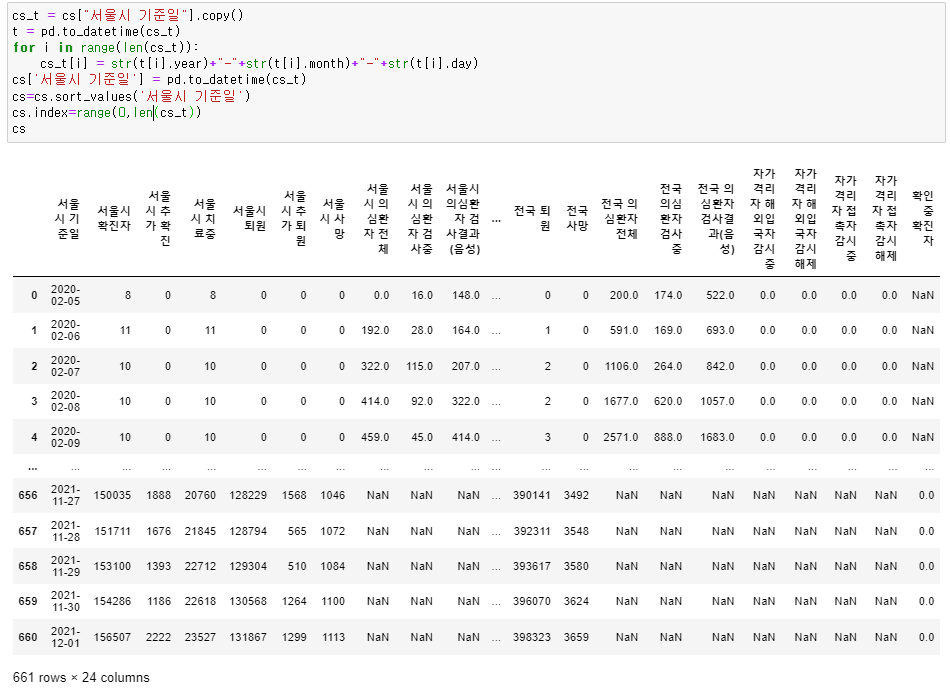 cs_t = cs["서울시 기준일"].copy()
t = pd.to_datetime(cs_t)
for i in range(len(cs_t)):
    cs_t[i] = str(t[i].year)+"-"+str(t[i].month)+"-"+str(t[i].day)
cs['서울시 기준일'] = pd.to_datetime(cs_t)
cs=cs.sort_values('서울시 기준일')
cs.index=range(0,len(cs_t))
cs
서울시 기준일 서울시 확진자 서울시 추가 확진 서울시 치료중 서울시 퇴원 서울시 추가 퇴원 서울시 사망 서울시 의심환자 전체 서울시 의심환자 검사중 서울시 의심환자 검사결과(음성) ... 전국 퇴원 전국 사망 전국 의심환자 전체 전국 의심환자 검사중 전국 의심환자 검사결과(음성) 자가격리자 해외입국자 감시중 자가격리자 해외입국자 감시해제 자가격리자 접촉자 감시중 자가격리자 접촉자 감시해제 확인중 확진자
0 2020-02-05 8 0 8 0 0 0 0.0 16.0 148.0 ... 0 0 200.0 174.0 522.0 0.0 0.0 0.0 0.0 NaN
1 2020-02-06 11 0 11 0 0 0 192.0 28.0 164.0 ... 1 0 591.0 169.0 693.0 0.0 0.0 0.0 0.0 NaN
2 2020-02-07 10 0 10 0 0 0 322.0 115.0 207.0 ... 2 0 1106.0 264.0 842.0 0.0 0.0 0.0 0.0 NaN
3 2020-02-08 10 0 10 0 0 0 414.0 92.0 322.0 ... 2 0 1677.0 620.0 1057.0 0.0 0.0 0.0 0.0 NaN
4 2020-02-09 10 0 10 0 0 0 459.0 45.0 414.0 ... 3 0 2571.0 888.0 1683.0 0.0 0.0 0.0 0.0 NaN
... ... ... ... ... ... ... ... ... ... ... ... ... ... ... ... ... ... ... ... ... ...
656 2021-11-27 150035 1888 20760 128229 1568 1046 NaN NaN NaN ... 390141 3492 NaN NaN NaN NaN NaN NaN NaN 0.0
657 2021-11-28 151711 1676 21845 128794 565 1072 NaN NaN NaN ... 392311 3548 NaN NaN NaN NaN NaN NaN NaN 0.0
658 2021-11-29 153100 1393 22712 129304 510 1084 NaN NaN NaN ... 393617 3580 NaN NaN NaN NaN NaN NaN NaN 0.0
659 2021-11-30 154286 1186 22618 130568 1264 1100 NaN NaN NaN ... 396070 3624 NaN NaN NaN NaN NaN NaN NaN 0.0
660 2021-12-01 156507 2222 23527 131867 1299 1113 NaN NaN NaN ... 398323 3659 NaN NaN NaN NaN NaN NaN NaN 0.0
661 rows × 24 columns